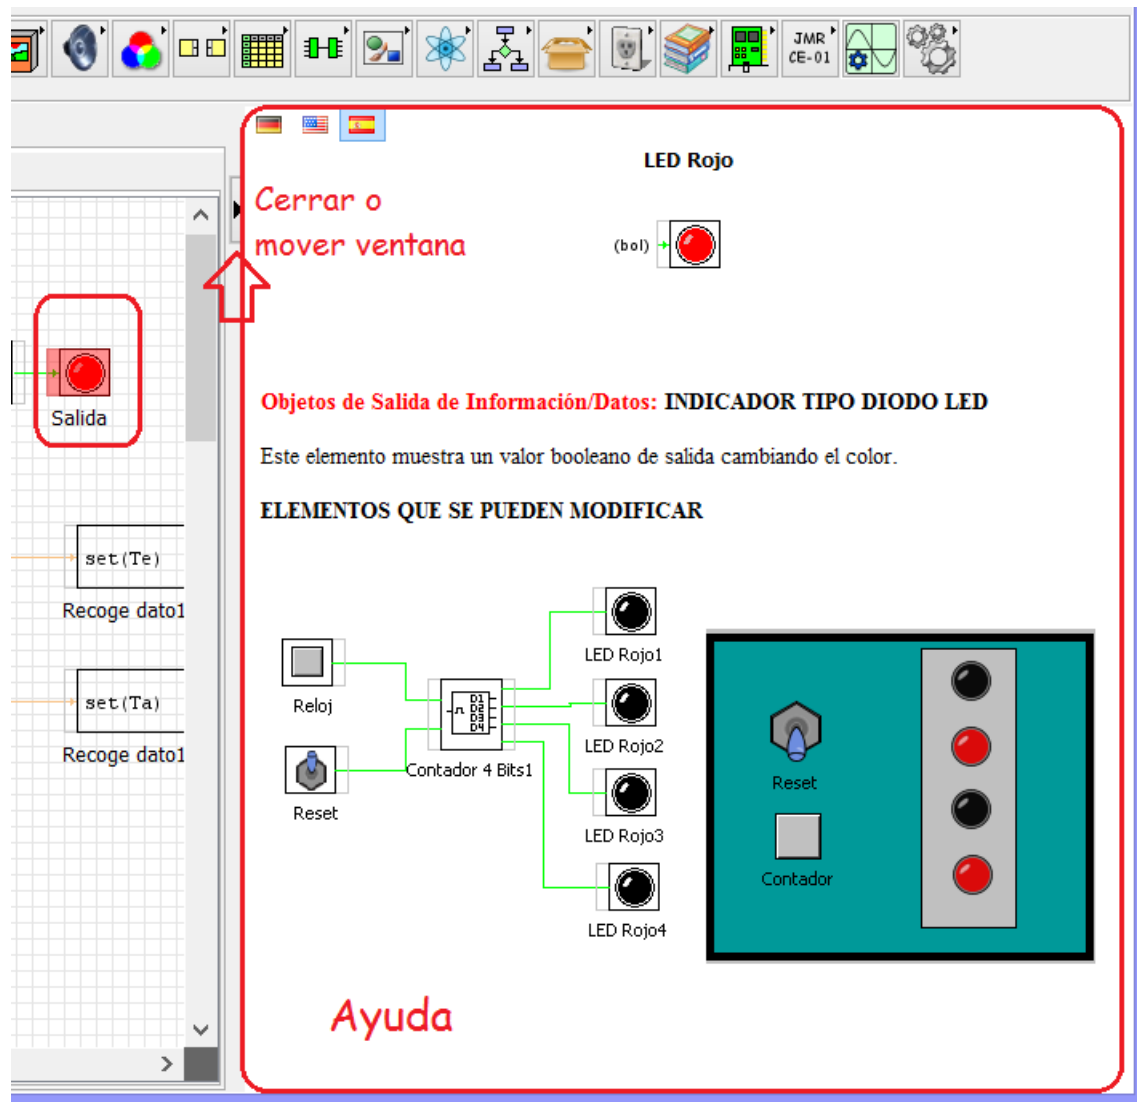 JMR
CE-01
LED Rojo
Cerrar o
mover ventana
(bol)
Salida
Objetos de Salida de Información/Datos: INDICADOR TIPO DIODO LED
Este elemento muestra un valor booleano de salida cambiando el color.
ELEMENTOS QUE SE PUEDEN MODIFICAR
set(Te)
Recoge dato1
set(Ta)
Recoge dato1
LED Rojo1
Reloj
D1
D2
D3
D4
LED Rojo2
Contador 4 Bits1
Reset
LED Rojo3
LED Rojo4
Reset
Contador
Ayuda